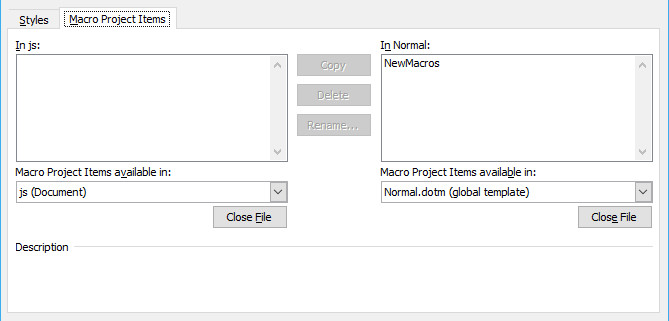 Styles
Macro Project Items
In js:
In Normal:
Copy
Delete
Rename...
NewMacros
Macro Project Items available in:
Macro Project Items available in:
js (Document)
Normal.dotm (global template)
Close File
Close File
Description